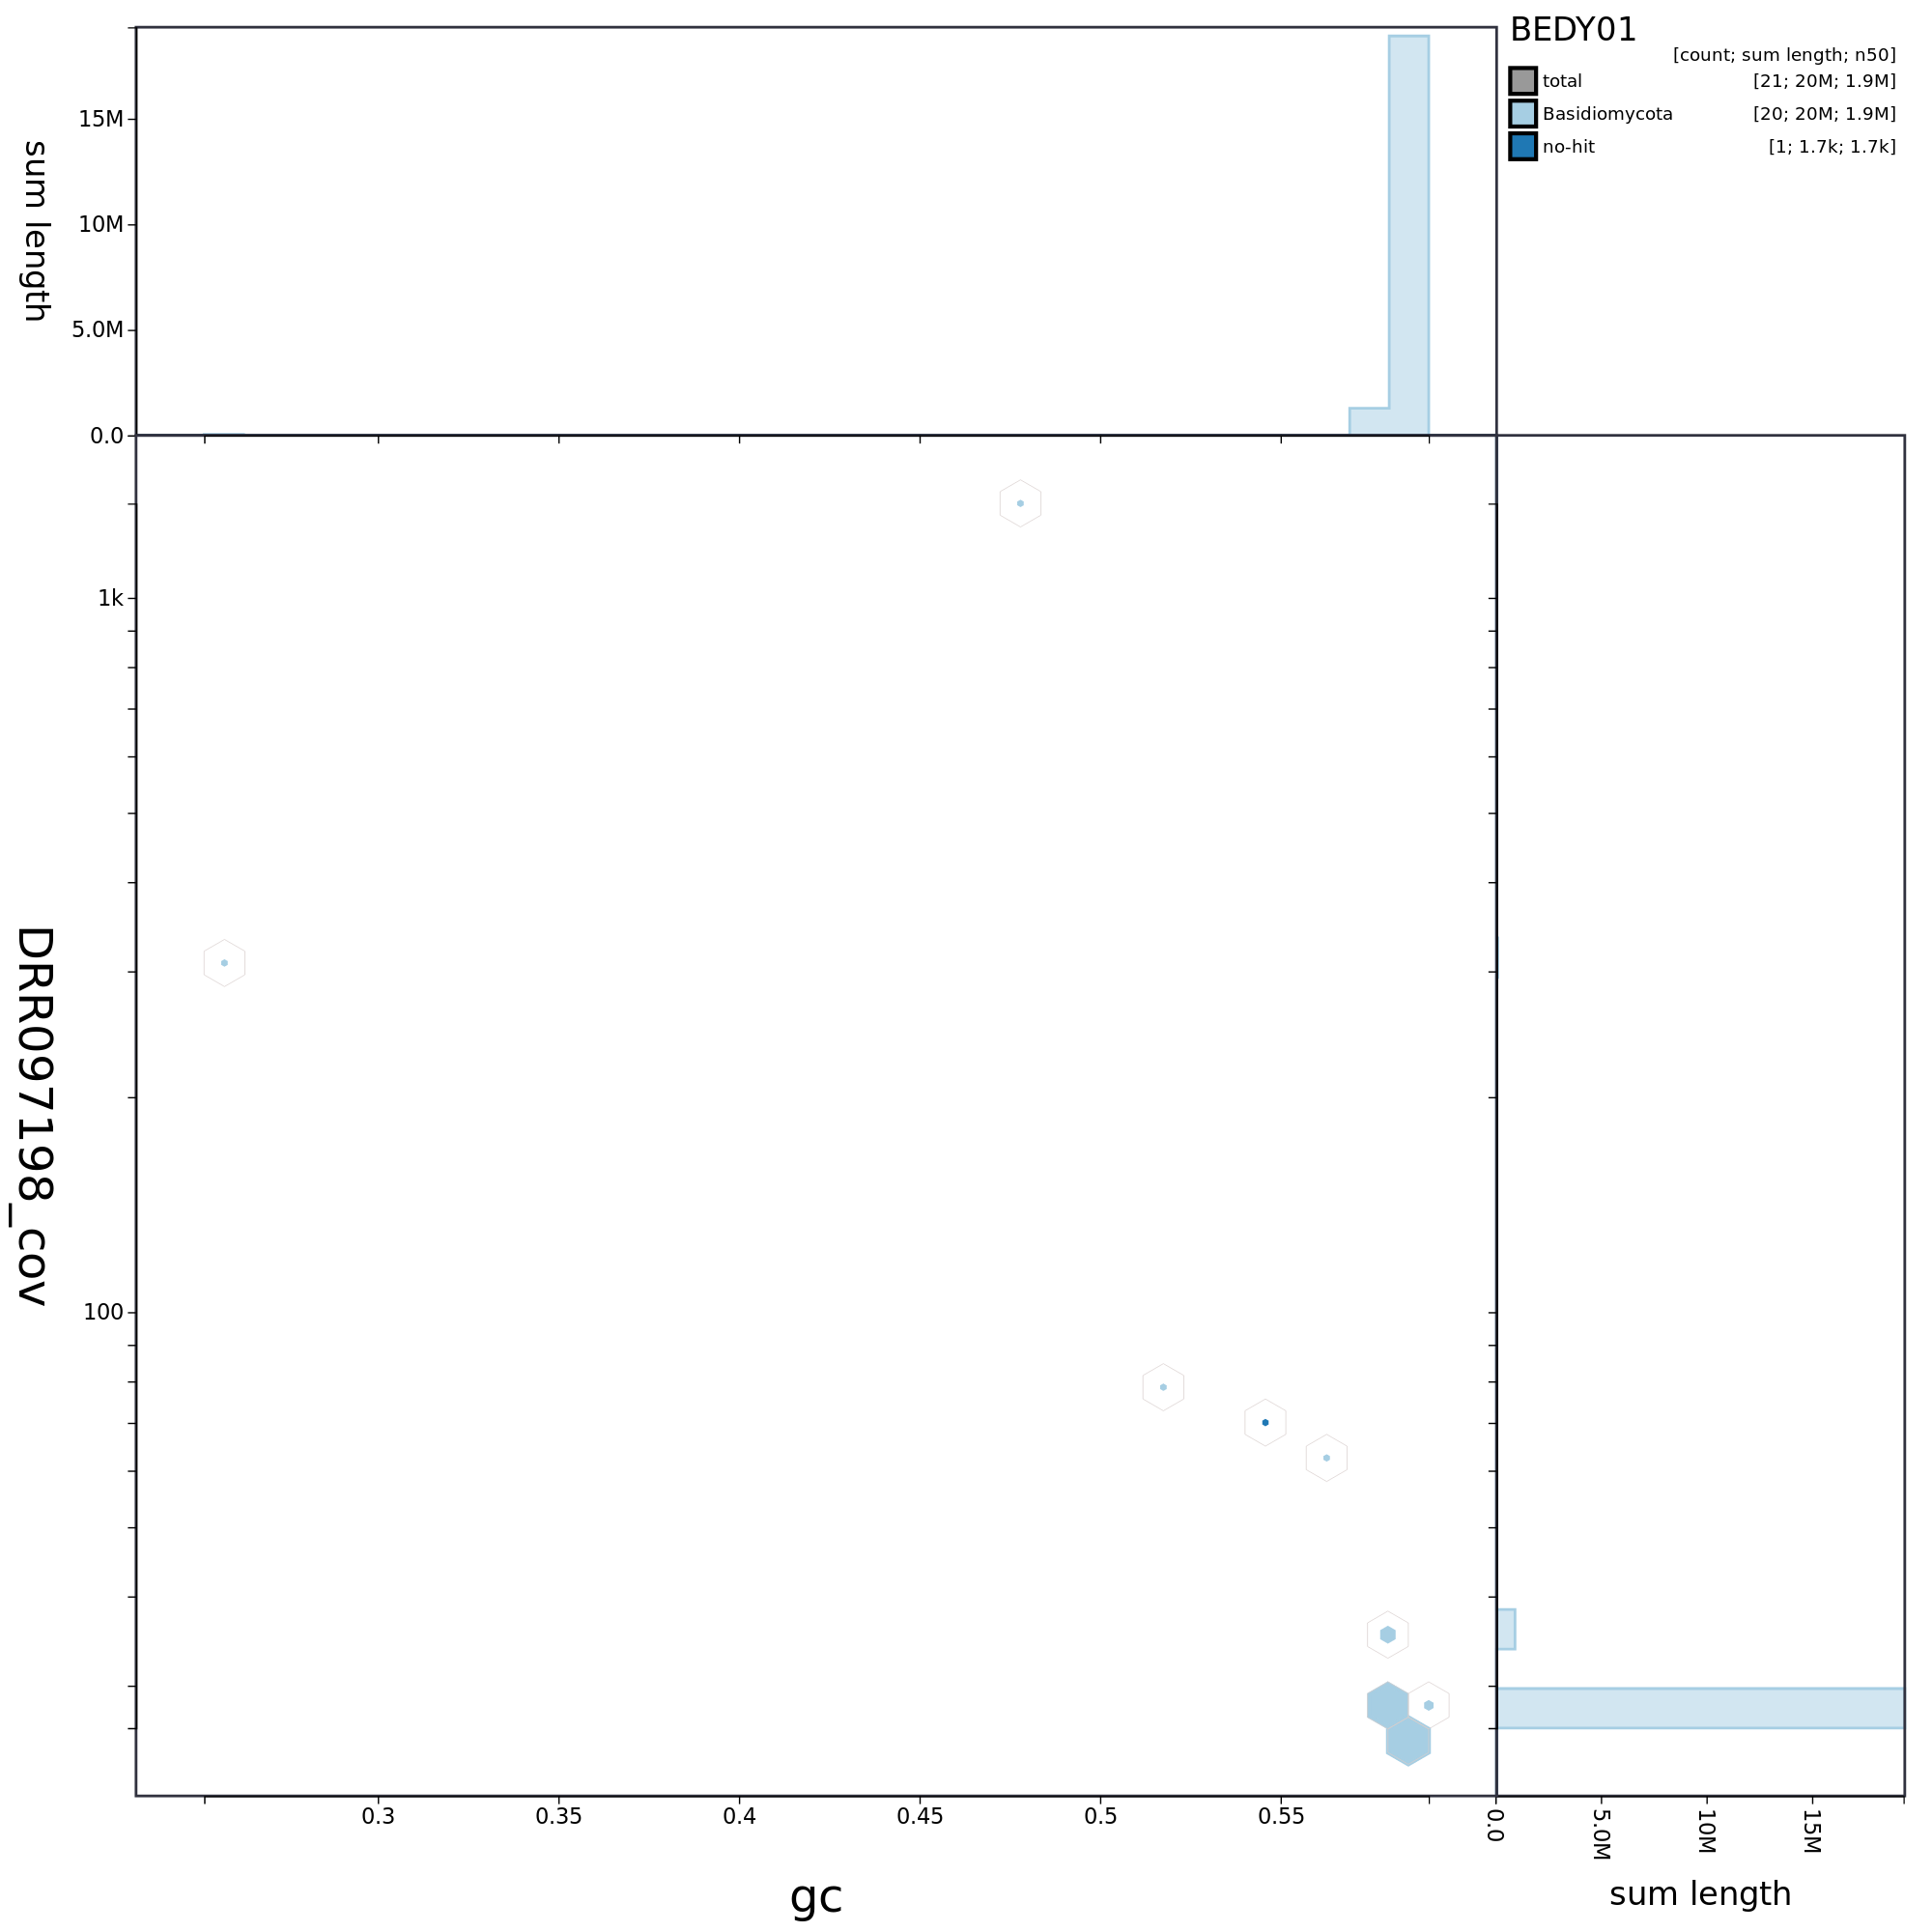 BEDY01
[count; sum length; n50]
total [21; 20M; 1.9M]
Basidiomycota [20; 20M; 1.9M]
no-hit [1; 1.7k; 1.7k]
sum length
15M
10M
5.0M
0.0
DRR097198_cov
1k
100
0.3 0.35 0.4 0.45 0.5 0.55
gc
0.0 5.0M 10M 15M
sum length